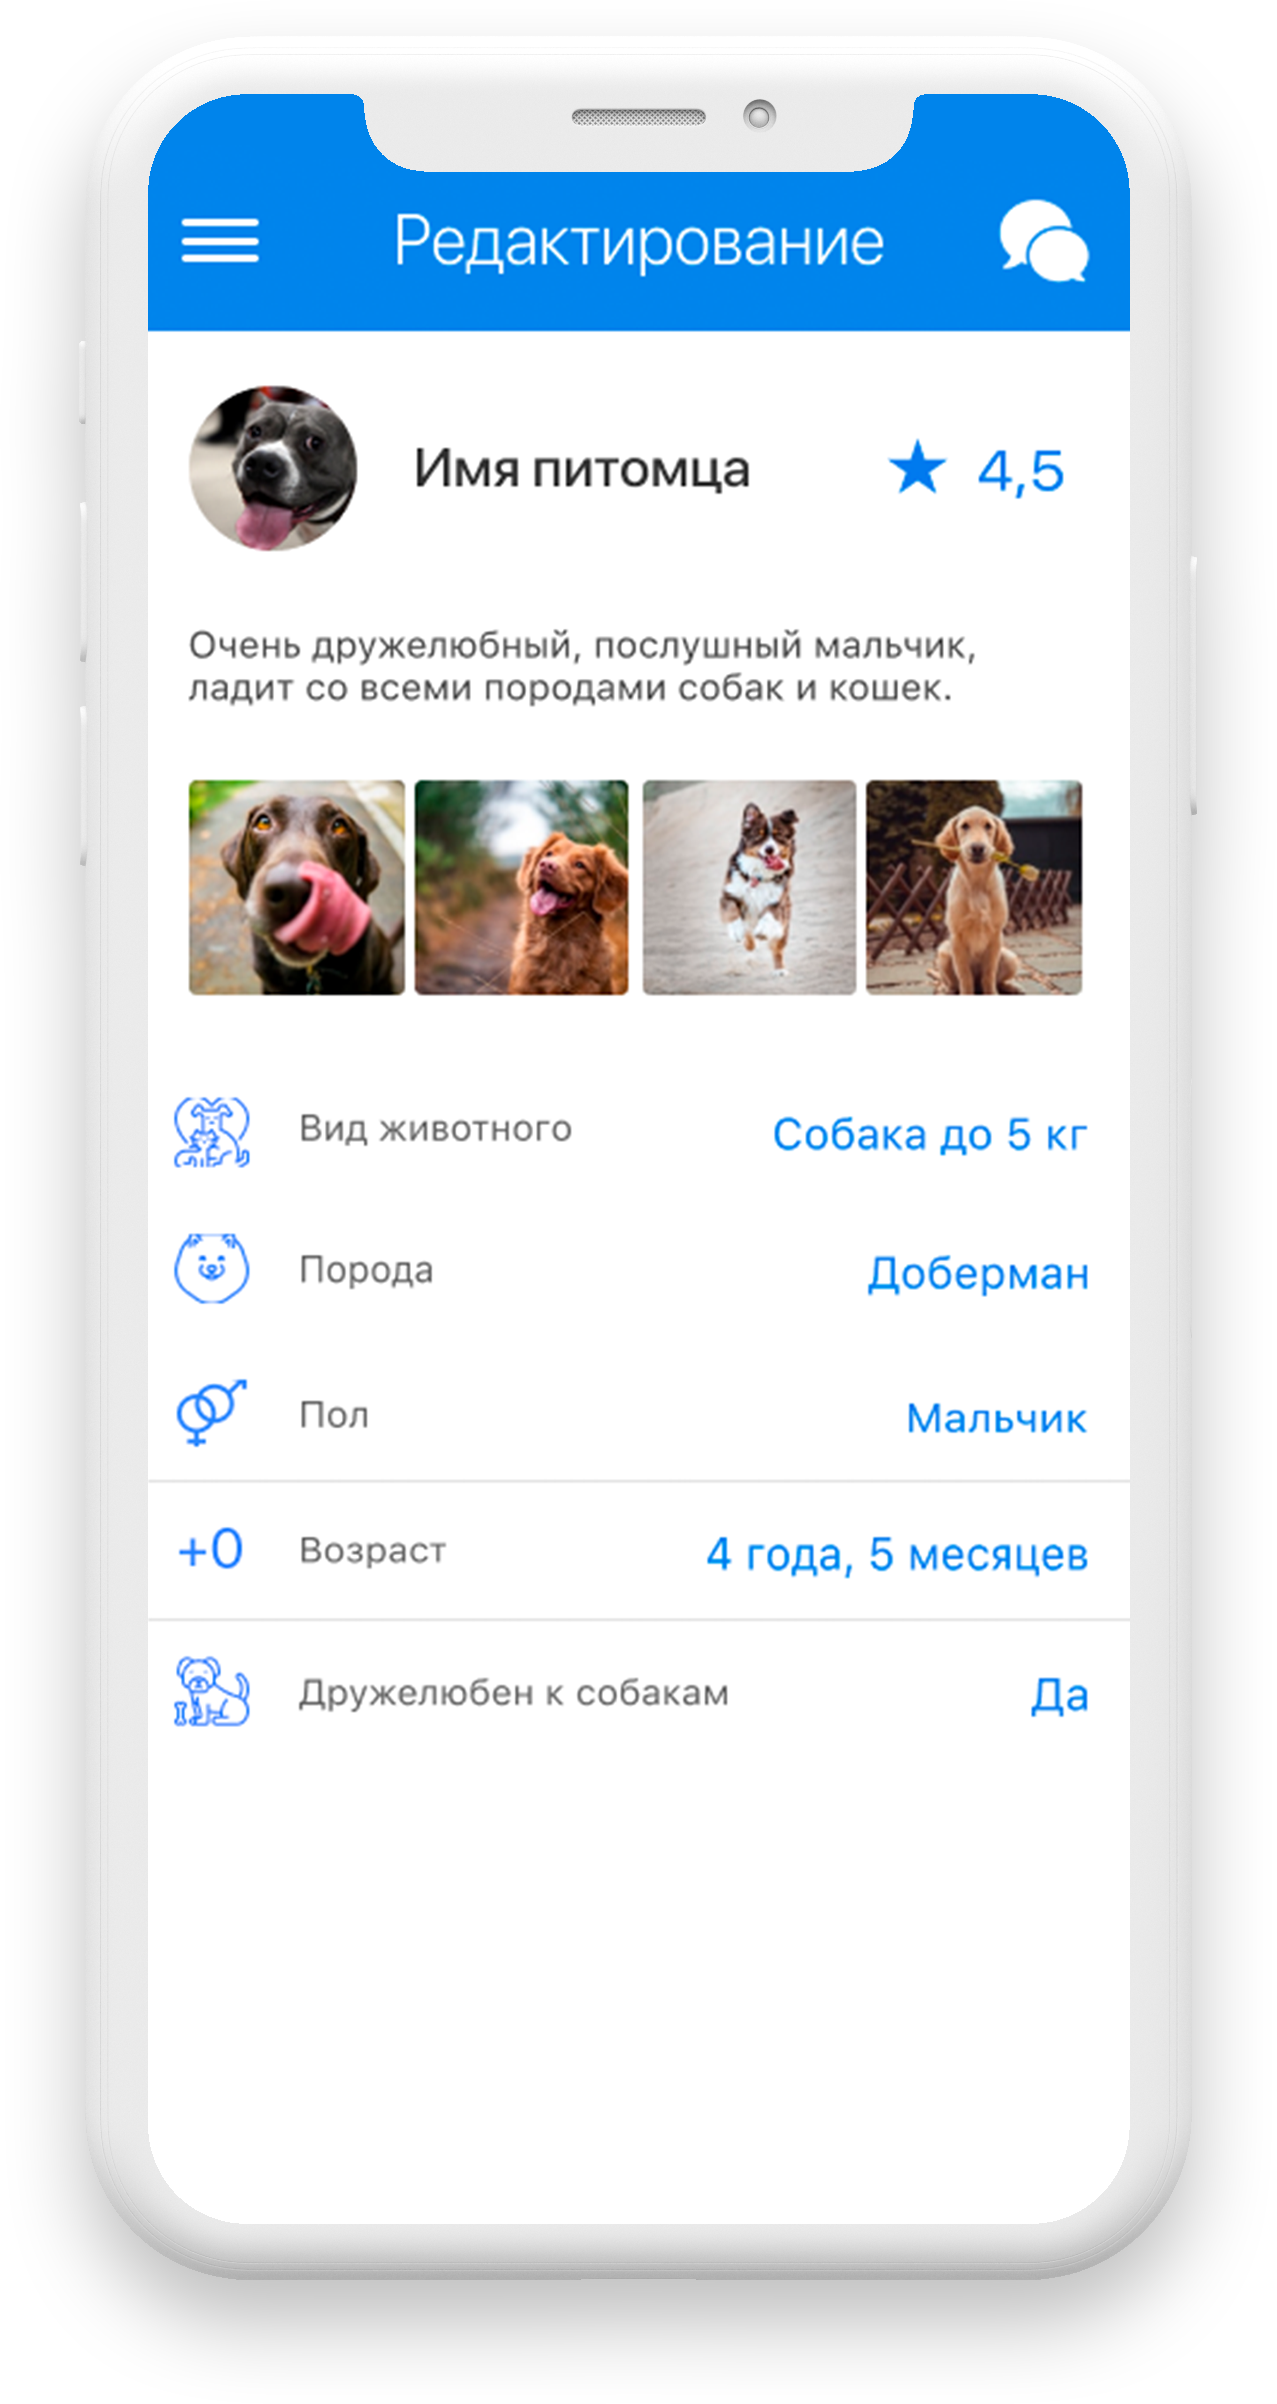 Редактирование
Имя питомца
4,5
Очень дружелюбный, послушный мальчик,
ладит со всеми породами собак и кошек.
Вид животного
Собака до 5 кг
Порода
Доберман
Пол
Мальчик
+0
Возраст
4 года, 5 месяцев
Дружелюбен к собакам
Да